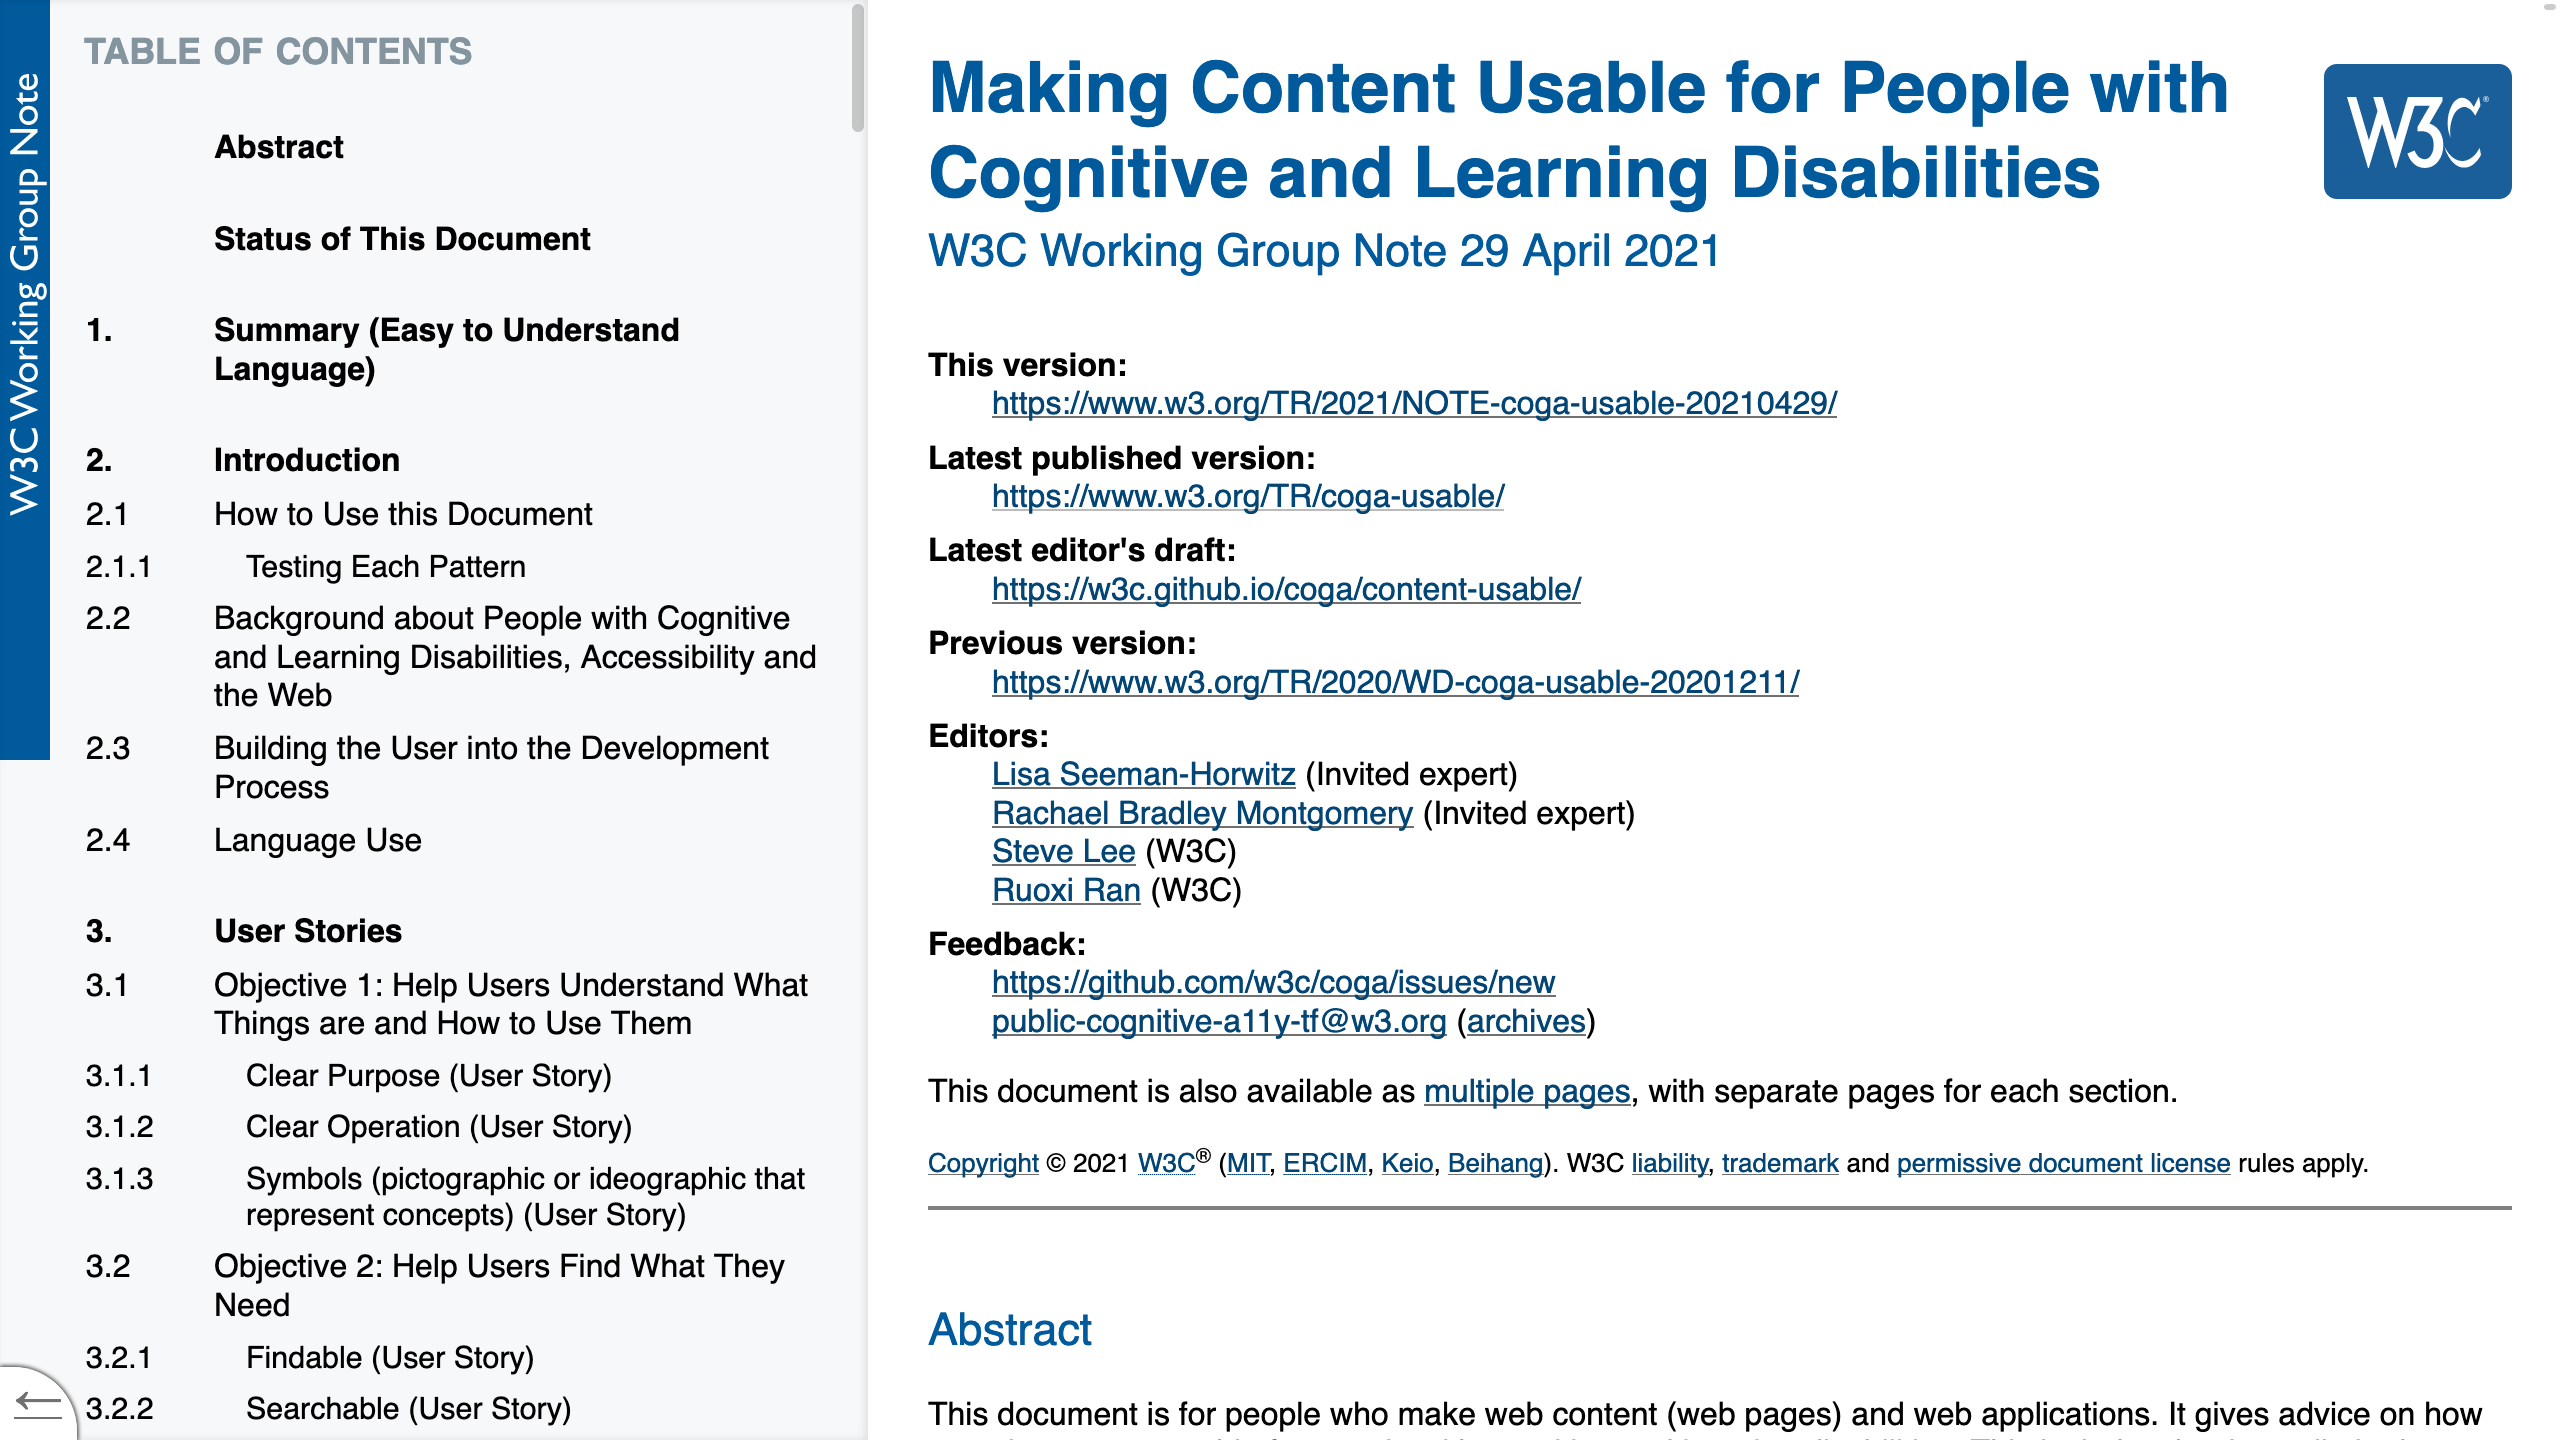 W3C Working Group Note
TABLE OF CONTENTS
Abstract
Status of This Document
1. Summary (Easy to Understand
Language)
2. Introduction
2.1 How to Use this Document
2.1.1 Testing Each Pattern
2.2 Background about People with Cognitive
and Learning Disabilities, Accessibility and
the Web
2.3 Building the User into the Development
Process
2.4 Language Use
3. User Stories
3.1 Objective 1: Help Users Understand What
Things are and How to Use Them
3.1.1 Clear Purpose (User Story)
3.1.2 Clear Operation (User Story)
3.1.3 Symbols (pictographic or ideographic that
represent concepts) (User Story)
3.2 Objective 2: Help Users Find What They
Need
3.2.1 Findable (User Story)
3.2.2 Searchable (User Story)
Making Content Usable for People with
Cognitive and Learning Disabilities
W3C®
W3C Working Group Note 29 April 2021
This version:
https://www.w3.org/TR/2021/NOTE-coga-usable-20210429/
Latest published version:
https://www.w3.org/TR/coga-usable/
Latest editor's draft:
https://w3c.github.io/coga/content-usable/
Previous version:
https://www.w3.org/TR/2020/WD-coga-usable-20201211/
Editors:
Lisa Seeman-Horwitz (Invited expert)
Rachael Bradley Montgomery (Invited expert)
Steve Lee (W3C)
Ruoxi Ran (W3C)
Feedback:
https://github.com/w3c/coga/issues/new
public-cognitive-a11y-tf@w3.org (archives)
This document is also available as multiple pages, with separate pages for each section.
Copyright © 2021 W3C® (MIT, ERCIM, Keio, Beihang). W3C liability, trademark and permissive document license rules apply.
Abstract
This document is for people who make web content (web pages) and web applications. It gives advice on how